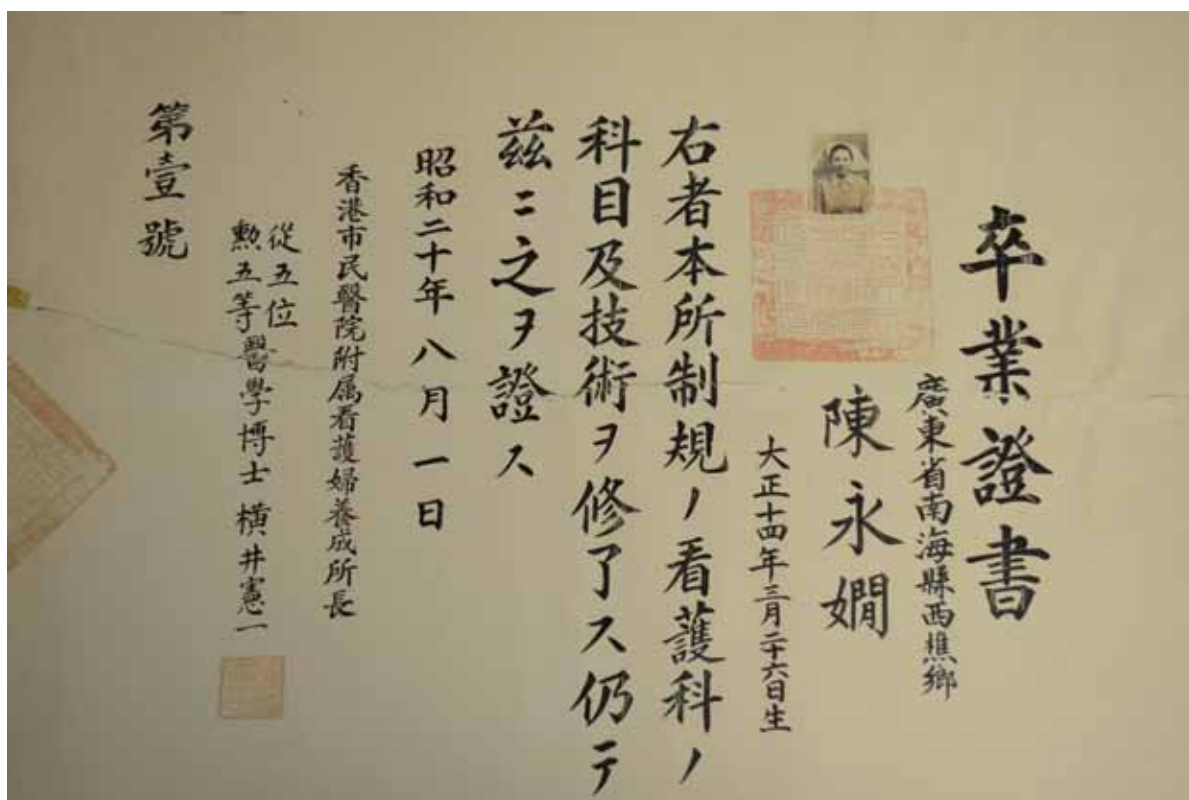 卒業證書
廣東省南海縣西樵鄉
陳永嫺
大正十四年三月二十六日生
右者本所制規ノ看護科ノ
科目及技術ヲ修了ス仍テ
茲ニ之ヲ證ス
昭和二十年八月一日
香港市民醫院附属看護婦養成所長
從五位
勲五等醫學博士 横井憲一
第壹號